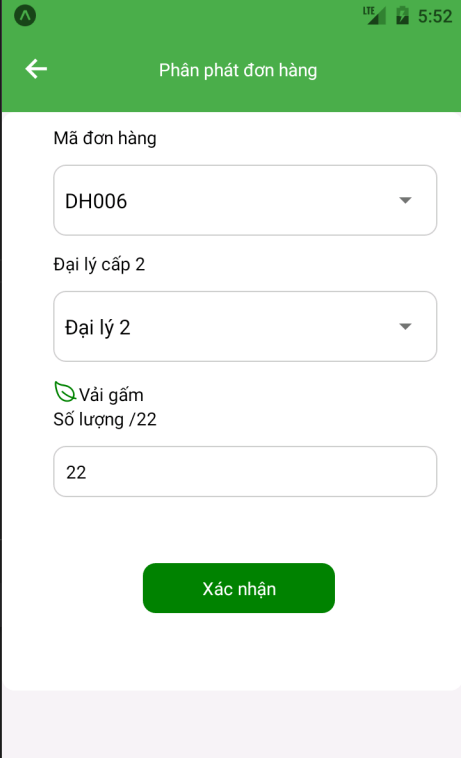 LTE 5:52
Phân phát đơn hàng
Mã đơn hàng
DH006
Đại lý cấp 2
Đại lý 2
Vải gấm
Số lượng /22
22
Xác nhận